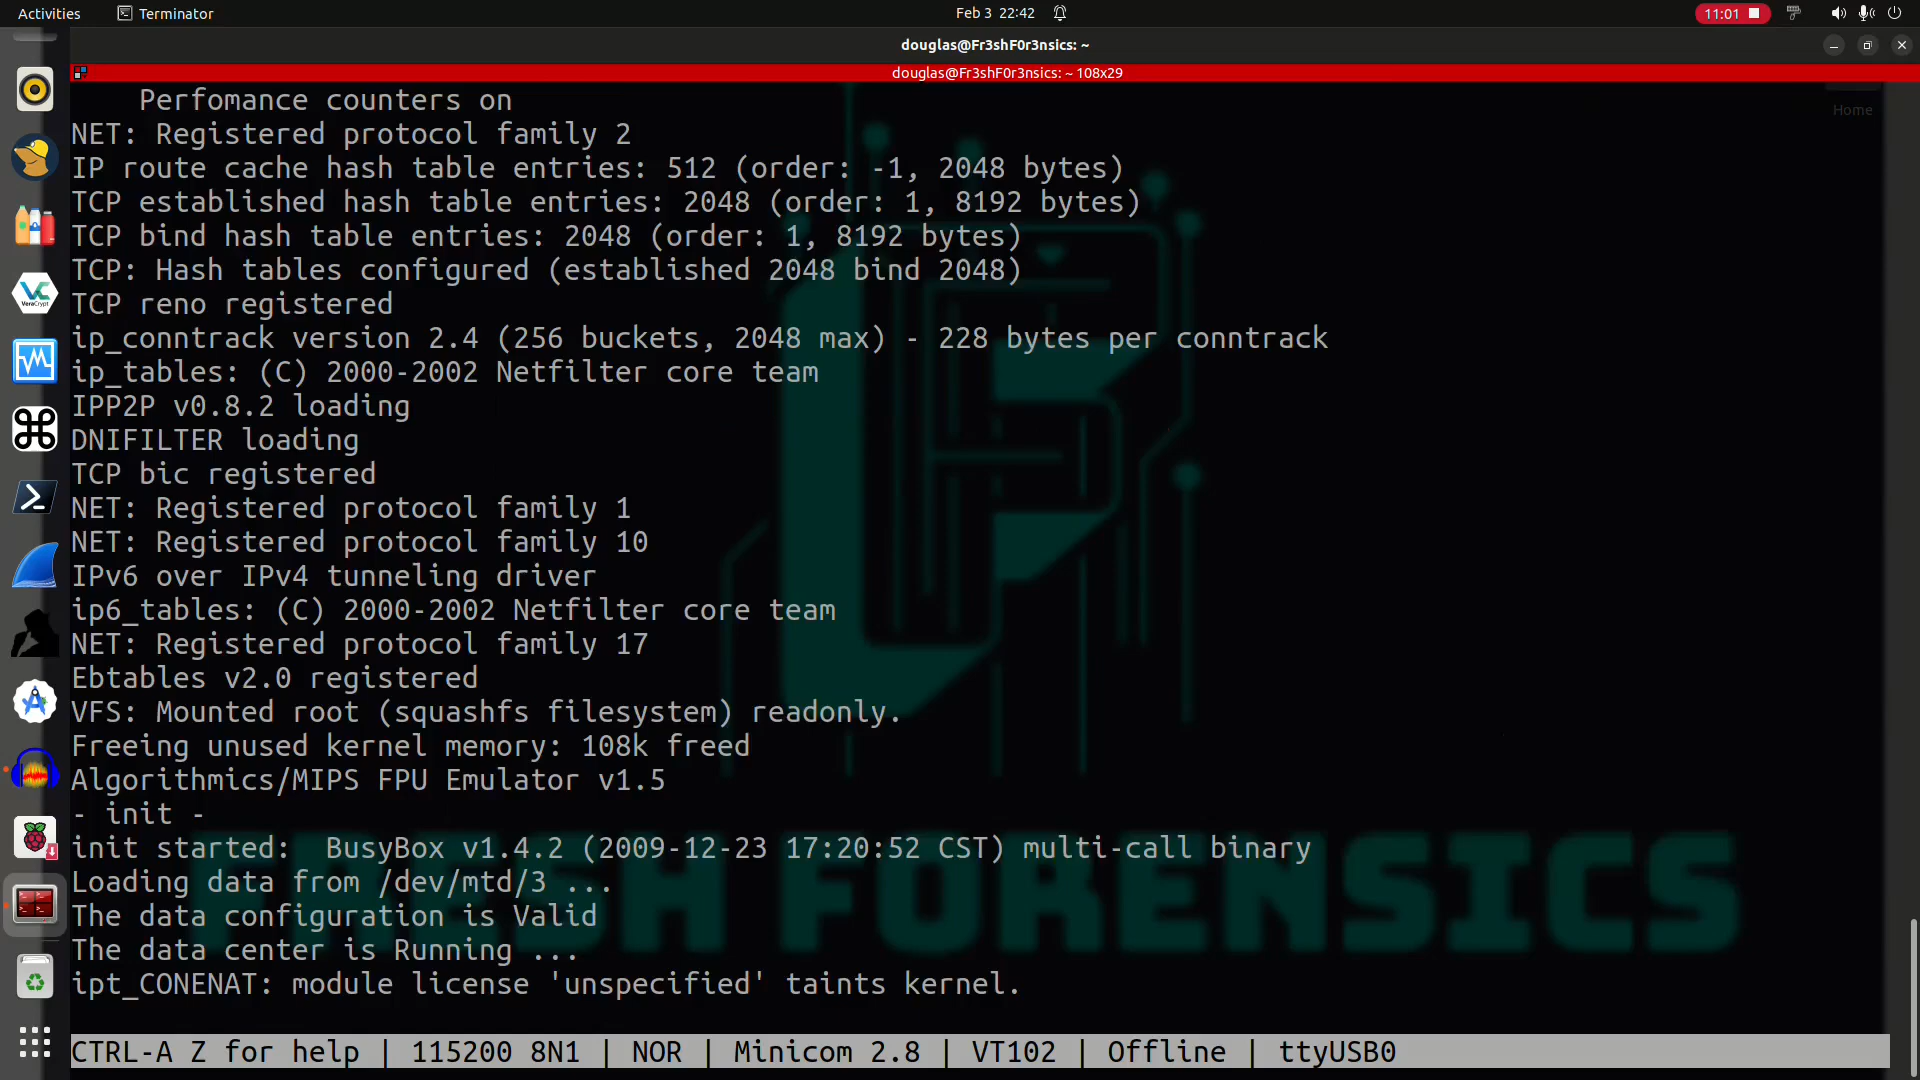 Activities
Terminator
Feb 3 22:42
11:01
douglas@Fr3shF0r3nsics: ~
douglas@Fr3shF0r3nsics: ~ 108x29
Home
Perfomance counters on
NET: Registered protocol family 2
IP route cache hash table entries: 512 (order: -1, 2048 bytes)
TCP established hash table entries: 2048 (order: 1, 8192 bytes)
TCP bind hash table entries: 2048 (order: 1, 8192 bytes)
TCP: Hash tables configured (established 2048 bind 2048)
TCP reno registered
ip_conntrack version 2.4 (256 buckets, 2048 max) - 228 bytes per conntrack
ip_tables: (C) 2000-2002 Netfilter core team
IPP2P v0.8.2 loading
DNIFILTER loading
TCP bic registered
NET: Registered protocol family 1
NET: Registered protocol family 10
IPv6 over IPv4 tunneling driver
ip6_tables: (C) 2000-2002 Netfilter core team
NET: Registered protocol family 17
Ebtables v2.0 registered
VFS: Mounted root (squashfs filesystem) readonly.
Freeing unused kernel memory: 108k freed
Algorithmics/MIPS FPU Emulator v1.5
- init -
init started:  BusyBox v1.4.2 (2009-12-23 17:20:52 CST) multi-call binary
Loading data from /dev/mtd/3 ...
The data configuration is Valid
The data center is Running ...
ipt_CONENAT: module license 'unspecified' taints kernel.
FRESH FORENSICS
VC
VeraCrypt
CTRL-A Z for help | 115200 8N1 | NOR | Minicom 2.8 | VT102 | Offline | ttyUSB0